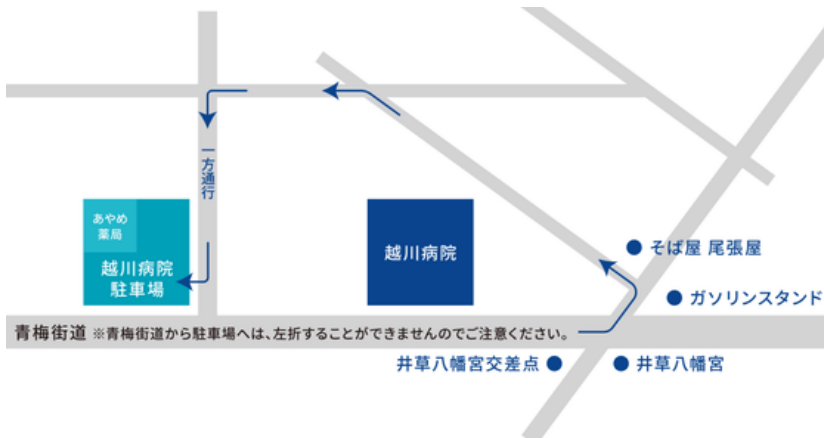 一方通行
あやめ
薬局
越川病院
駐車場
越川病院
そば屋 尾張屋
ガソリンスタンド
青梅街道 ※青梅街道から駐車場へは、左折することができませんのでご注意ください。
井草八幡宮交差点
井草八幡宮